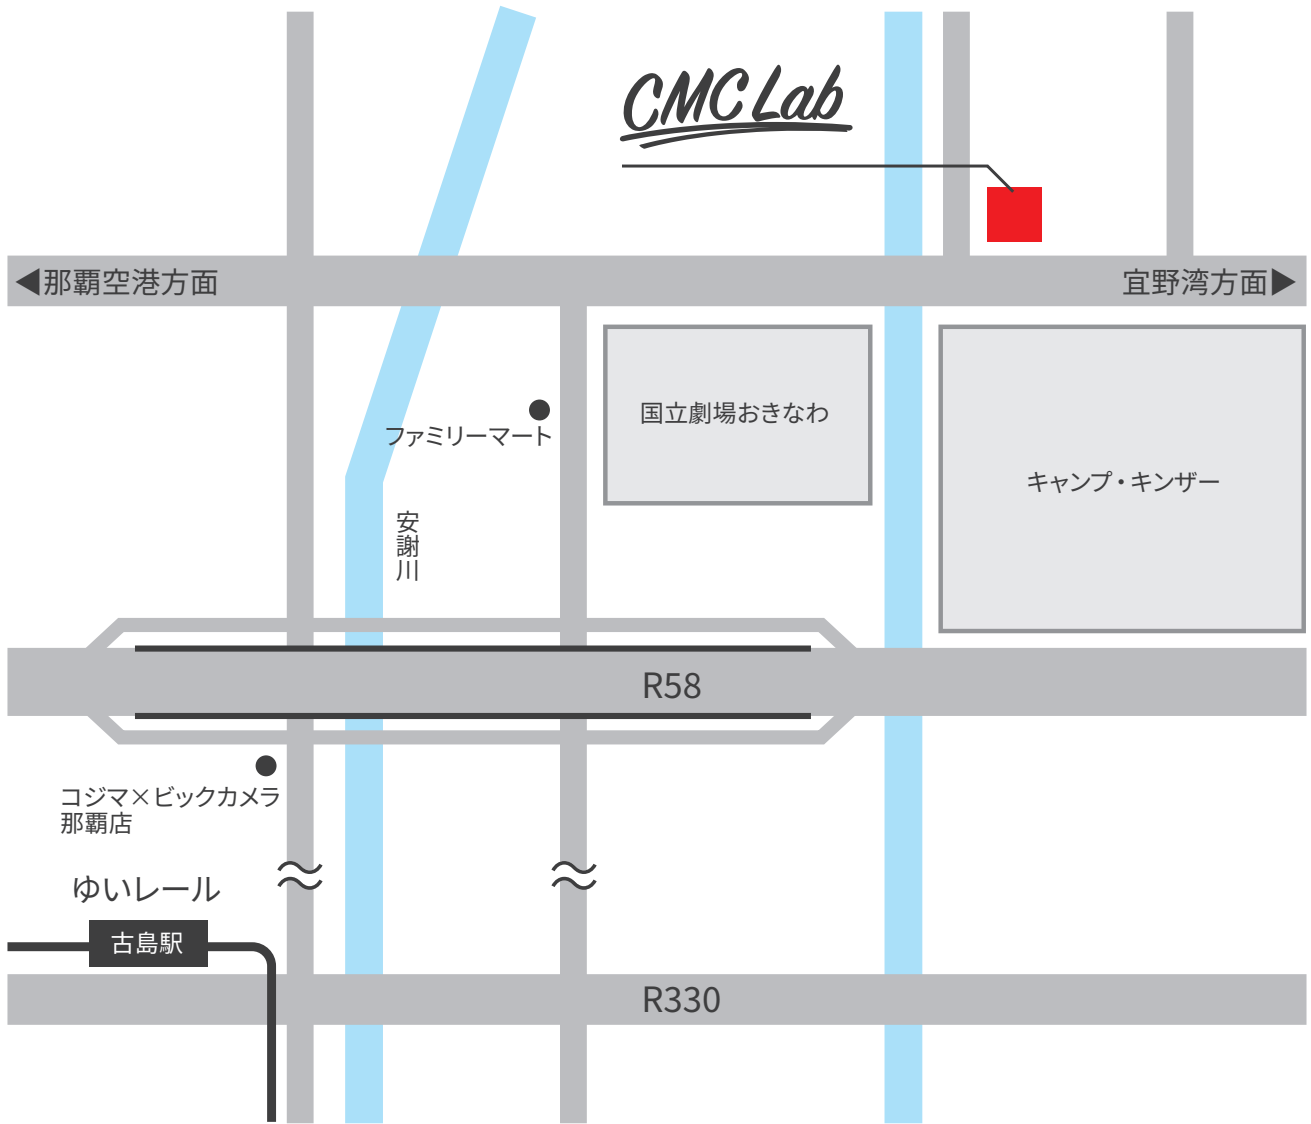 CMC Lab
◀那覇空港方面
宜野湾方面▶
国立劇場おきなわ
ファミリーマート
キャンプ・キンザー
安謝川
R58
コジマ×ビックカメラ
那覇店
ゆいレール
古島駅
R330